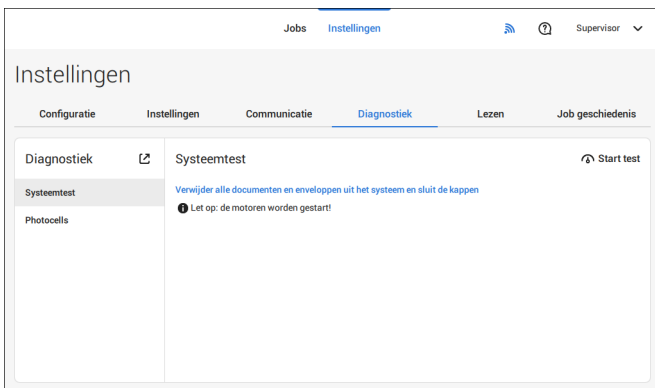 Jobs Instellingen Supervisor
Instellingen
Configuratie Instellingen Communicatie Diagnostiek Lezen Job geschiedenis
Diagnostiek
Systeemtest Start test
Systeemtest
Verwijder alle documenten en enveloppen uit het systeem en sluit de kappen
Let op: de motoren worden gestart!
Photocells